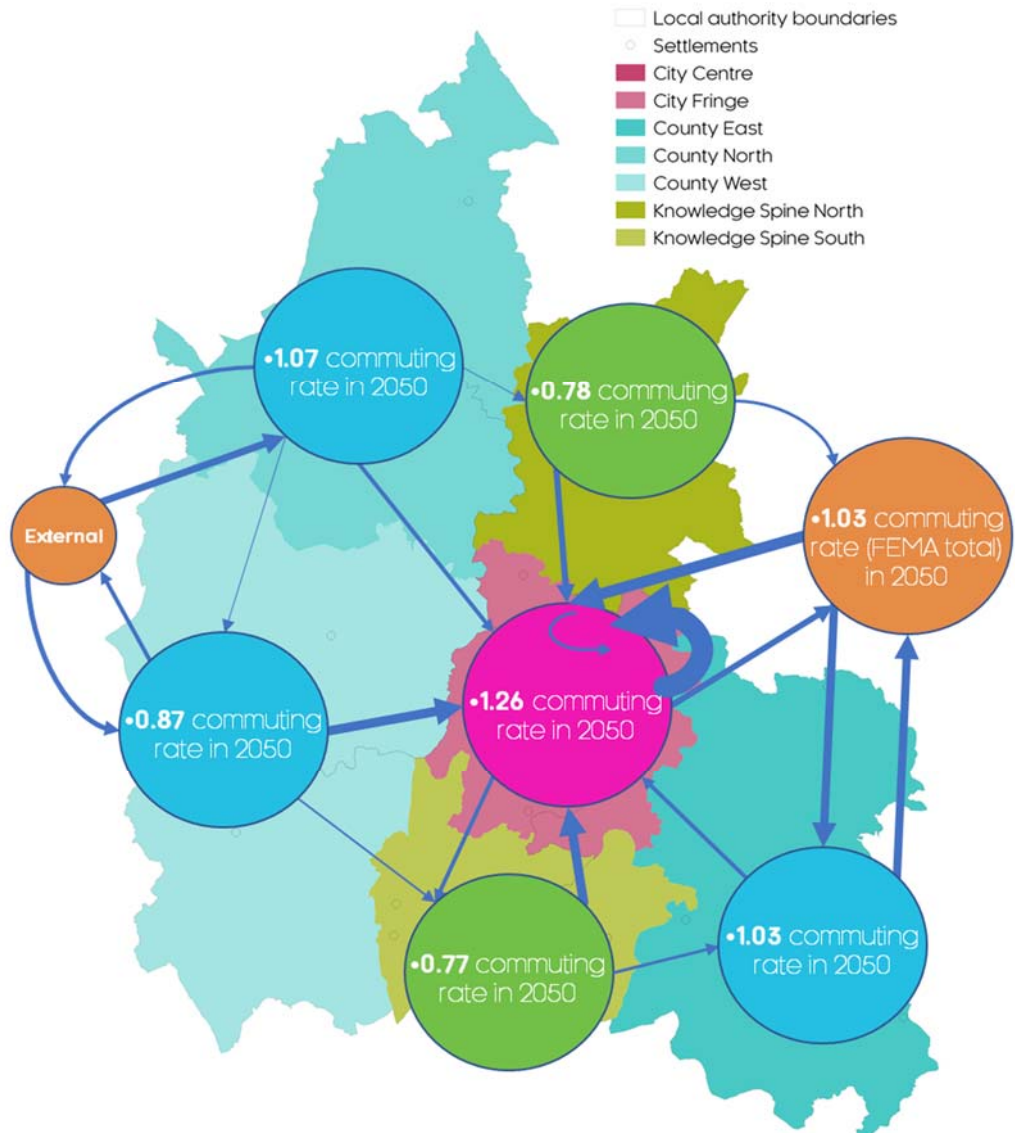 Local authority boundaries
Settlements
City Centre
City Fringe
County East
County North
County West
Knowledge Spine North
Knowledge Spine South
•1.07 commuting
rate in 2050
•0.78 commuting
rate in 2050
External
•1.03 commuting
rate (FEMA total)
in 2050
•0.87 commuting
rate in 2050
•1.26 commuting
rate in 2050
•0.77 commuting
rate in 2050
•1.03 commuting
rate in 2050